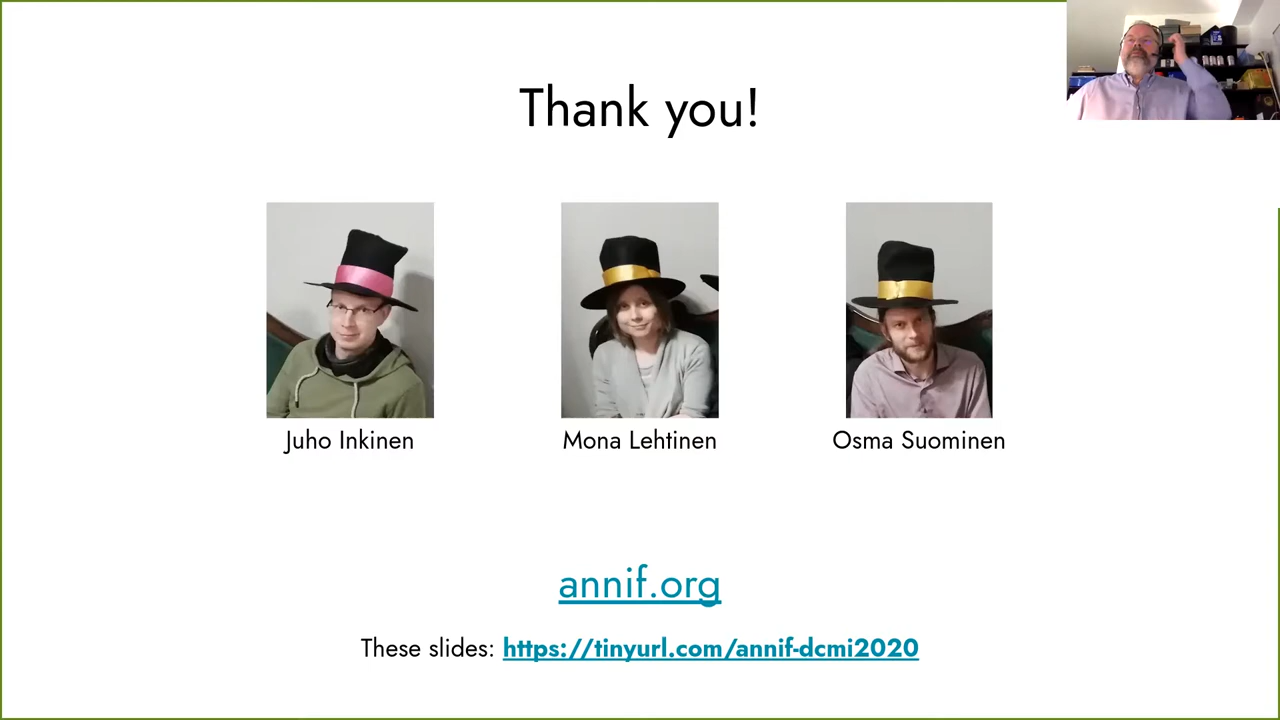 Thank you!
Juho Inkinen
Mona Lehtinen
Osma Suominen
annif.org
These slides: https://tinyurl.com/annif-dcmi2020